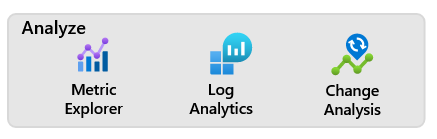 Analyze
Metric
Explorer
Log
Analytics
Change
Analysis